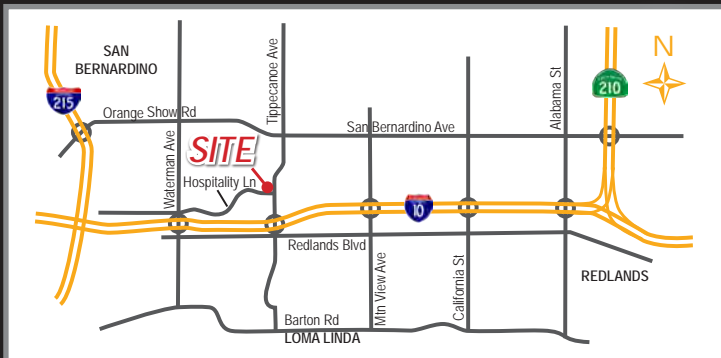 SAN
BERNARDINO
215
Orange Show Rd
Waterman Ave
Tippecanoe Ave
San Bernardino Ave
Alabama St
210
N
SITE
Hospitality Ln
10
Redlands Blvd
Mtn View Ave
California St
REDLANDS
Barton Rd
LOMA LINDA